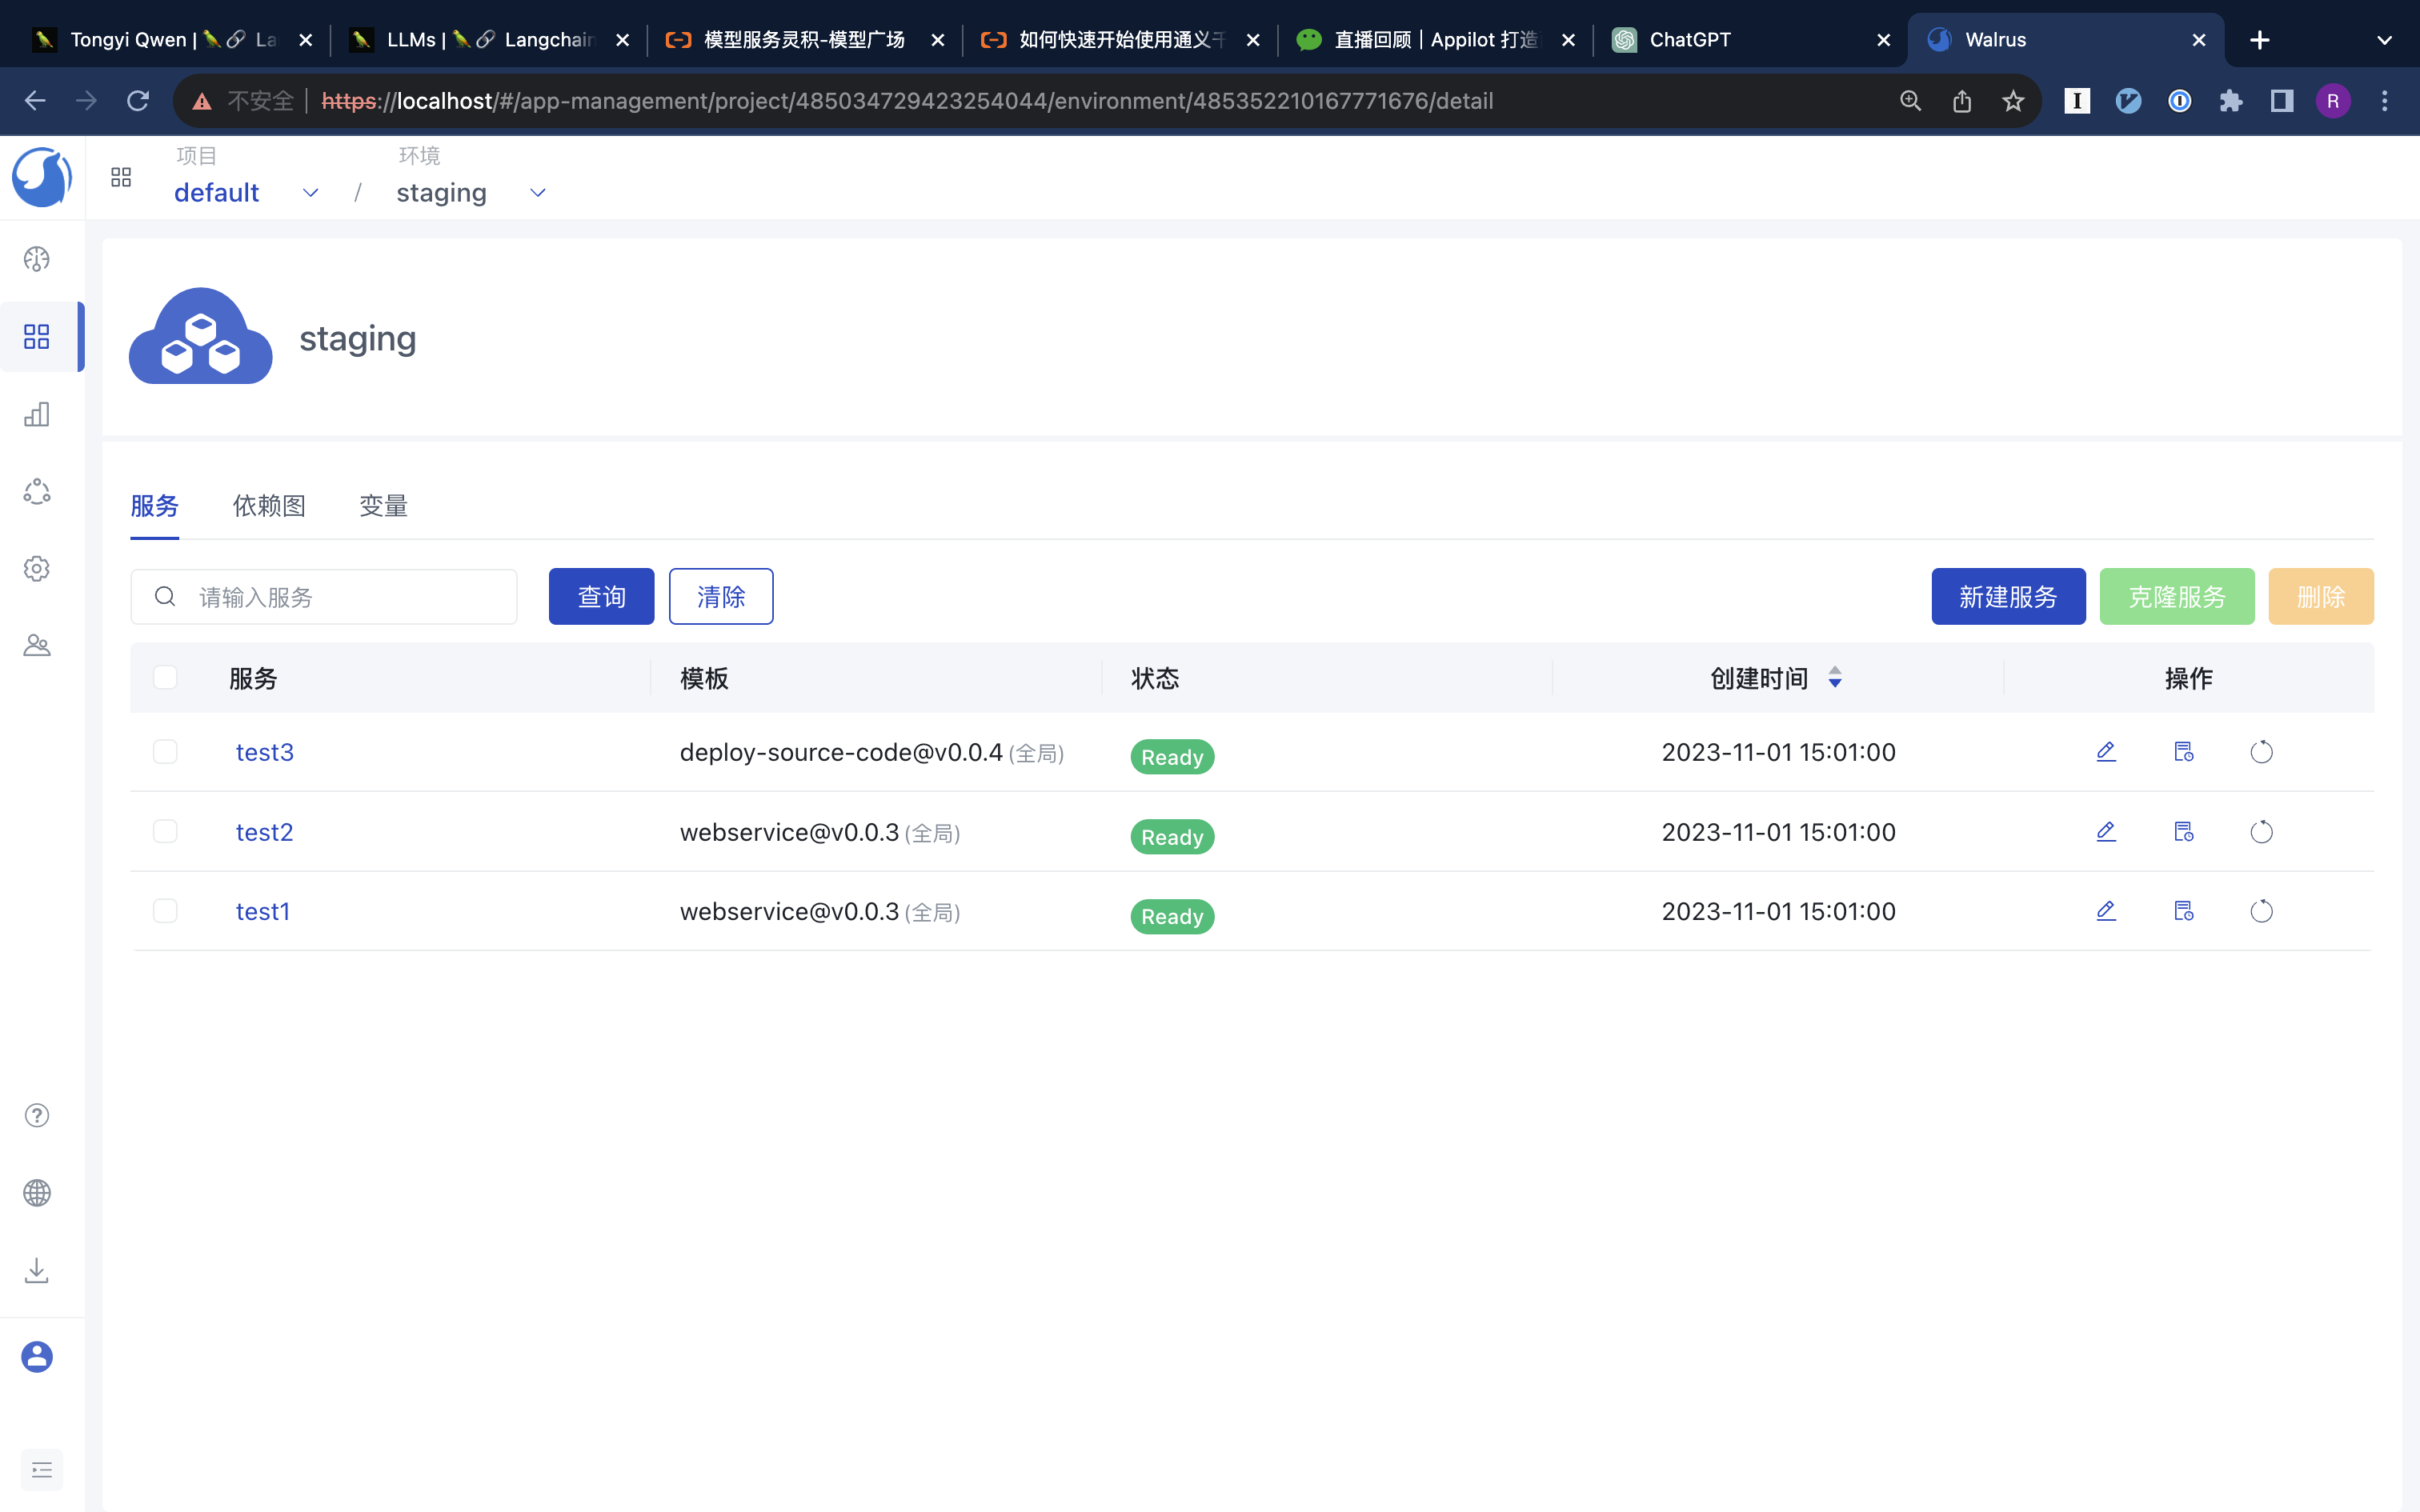 Tongyi Qwen | La
LLMs | Langchain
模型服务灵积-模型广场
如何快速开始使用通义千
直播回顾 | Appilot 打造
ChatGPT
Walrus
不安全
https://localhost/#/app-management/project/485034729423254044/environment/485352210167771676/detail
R
项目
环境
default / staging
staging
服务 依赖图 变量
请输入服务 查询 清除 新建服务 克隆服务 删除
服务 模板 状态 创建时间 操作
test3 deploy-source-code@v0.0.4 (全局) Ready 2023-11-01 15:01:00
test2 webservice@v0.0.3 (全局) Ready 2023-11-01 15:01:00
test1 webservice@v0.0.3 (全局) Ready 2023-11-01 15:01:00